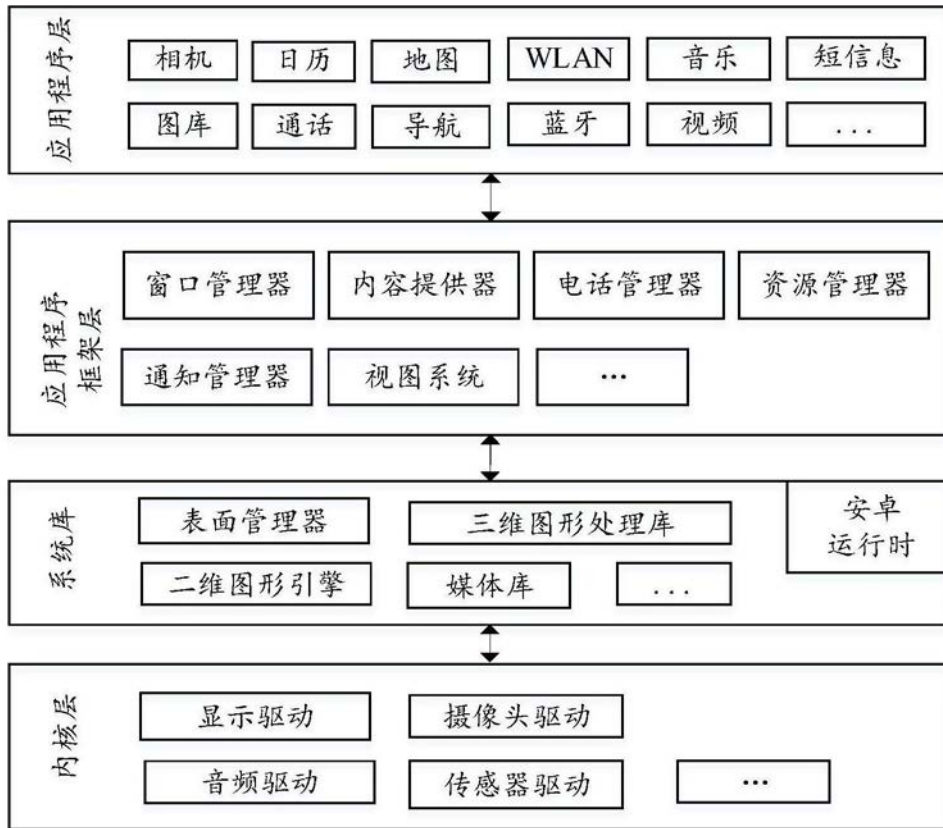 应用程序层
相机 日历 地图 WLAN 音乐 短信息
图库 通话 导航 蓝牙 视频 ...
应用程序
框架层
窗口管理器 内容提供器 电话管理器 资源管理器
通知管理器 视图系统 ...
系统库
表面管理器 三维图形处理库
安卓
运行时
二维图形引擎 媒体库 ...
内核层
显示驱动 摄像头驱动
音频驱动 传感器驱动 ...